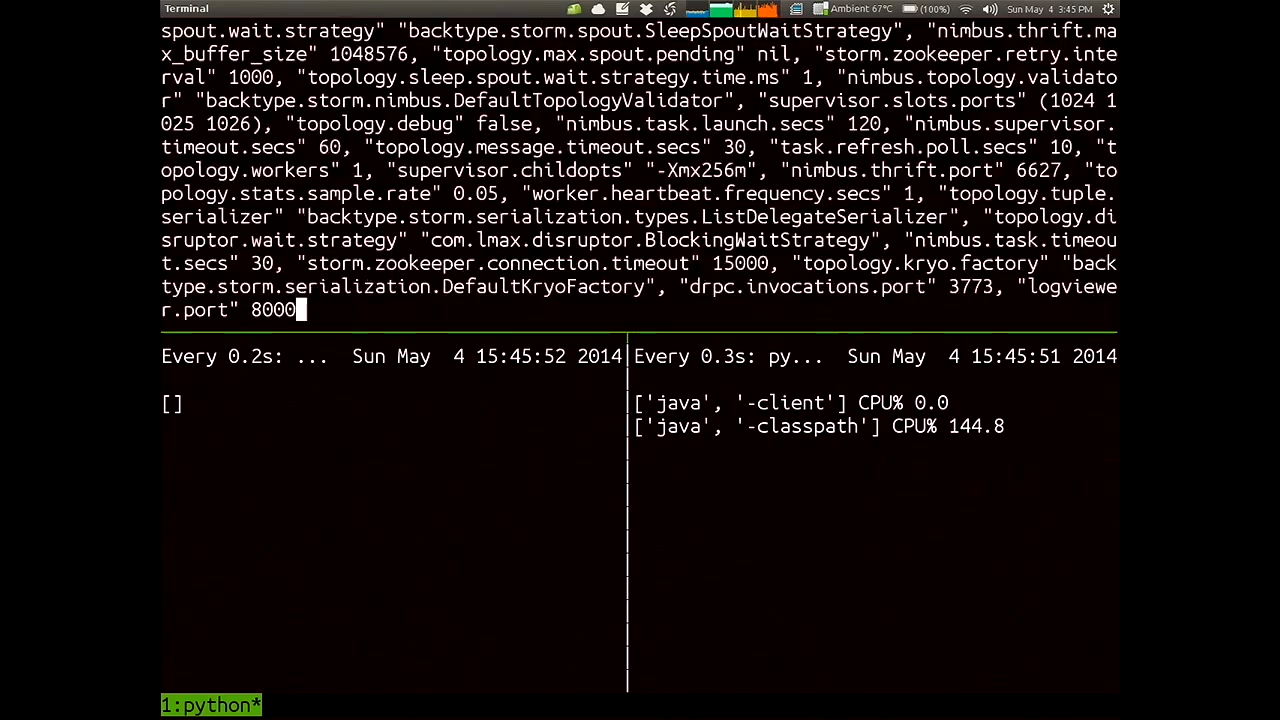 Terminal
Ambient 67°C
(100%)
Sun May 4 3:45 PM
spout.wait.strategy" "backtype.storm.spout.SleepSpoutWaitStrategy", "nimbus.thrift.ma
x_buffer_size" 1048576, "topology.max.spout.pending" nil, "storm.zookeeper.retry.inte
rval" 1000, "topology.sleep.spout.wait.strategy.time.ms" 1, "nimbus.topology.validato
r" "backtype.storm.nimbus.DefaultTopologyValidator", "supervisor.slots.ports" (1024 1
025 1026), "topology.debug" false, "nimbus.task.launch.secs" 120, "nimbus.supervisor.
timeout.secs" 60, "topology.message.timeout.secs" 30, "task.refresh.poll.secs" 10, "t
opology.workers" 1, "supervisor.childopts" "-Xmx256m", "nimbus.thrift.port" 6627, "to
pology.stats.sample.rate" 0.05, "worker.heartbeat.frequency.secs" 1, "topology.tuple.
serializer" "backtype.storm.serialization.types.ListDelegateSerializer", "topology.di
sruptor.wait.strategy" "com.lmax.disruptor.BlockingWaitStrategy", "nimbus.task.timeou
t.secs" 30, "storm.zookeeper.connection.timeout" 15000, "topology.kryo.factory" "back
type.storm.serialization.DefaultKryoFactory", "drpc.invocations.port" 3773, "logviewe
r.port" 8000
Every 0.2s: ... Sun May 4 15:45:52 2014
[]
Every 0.3s: py... Sun May 4 15:45:51 2014
['java', '-client'] CPU% 0.0
['java', '-classpath'] CPU% 144.8
1:python*